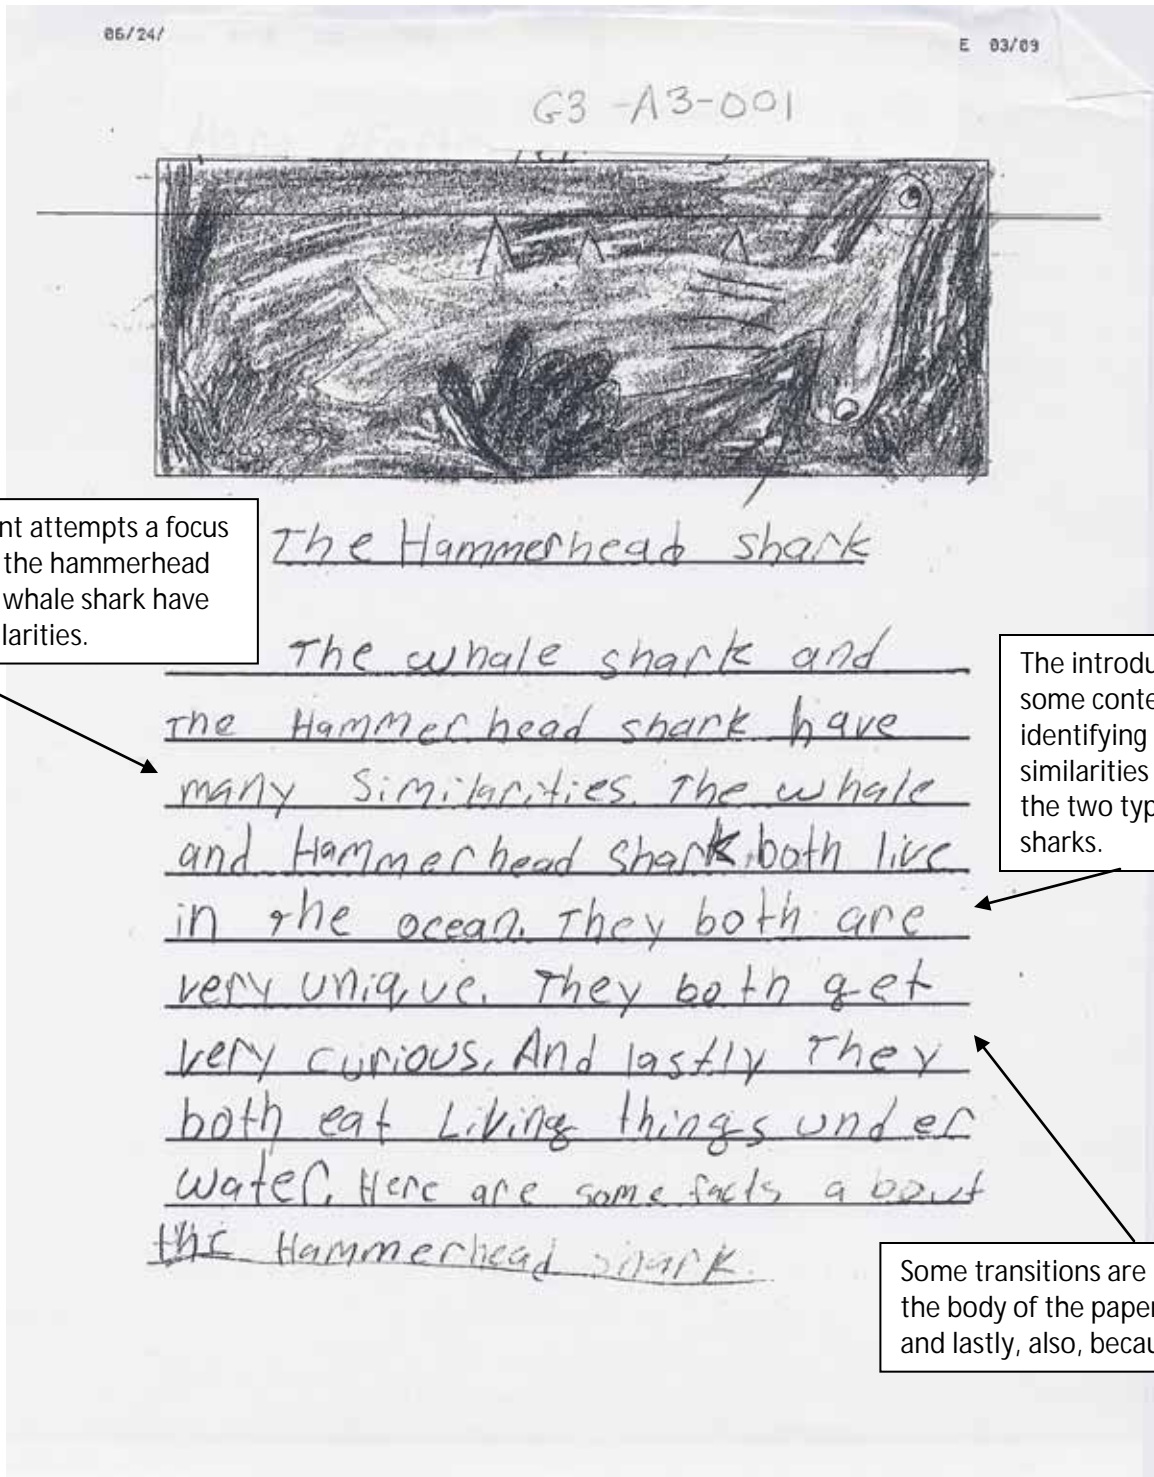 06/24/
E 03/09
G3-A3-001
nt attempts a focus
the hammerhead
whale shark have
larities.
The Hammerhead shark
The whale shark and
The Hammerhead shark have
many Similarities. The whale
and Hammerhead shark both live
in the ocean. They both are
very unique. They both get
very curious. And lastly They
both eat Living things under
water. Here are some facts a bout
the Hammerhead shark.
The introdu
some conte
identifying
similarities
the two typ
sharks.
Some transitions are
the body of the paper
and lastly, also, becau